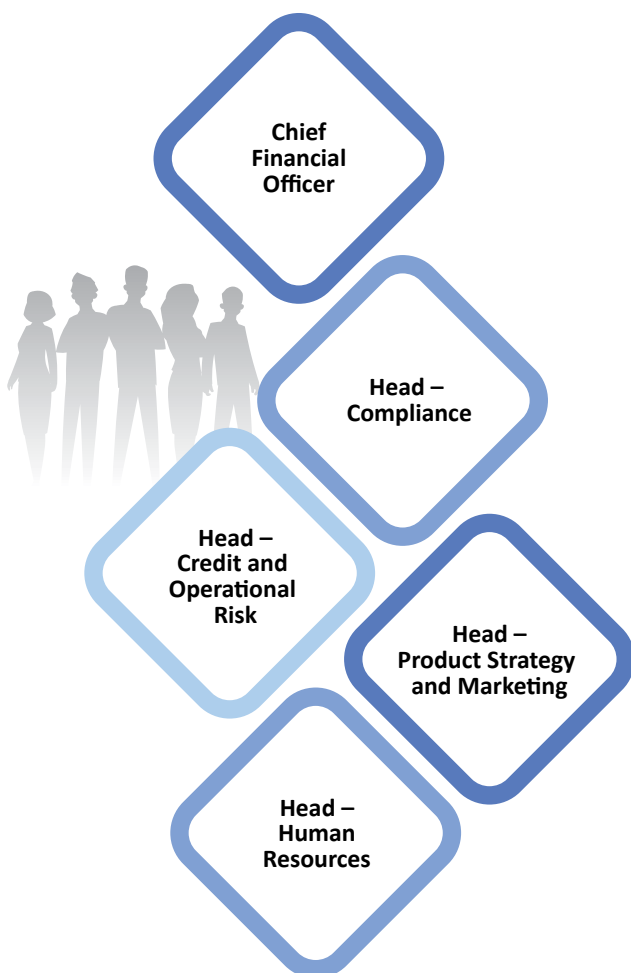 Chief
Financial
Officer
Head –
Compliance
Head –
Credit and
Operational
Risk
Head –
Product Strategy
and Marketing
Head –
Human
Resources